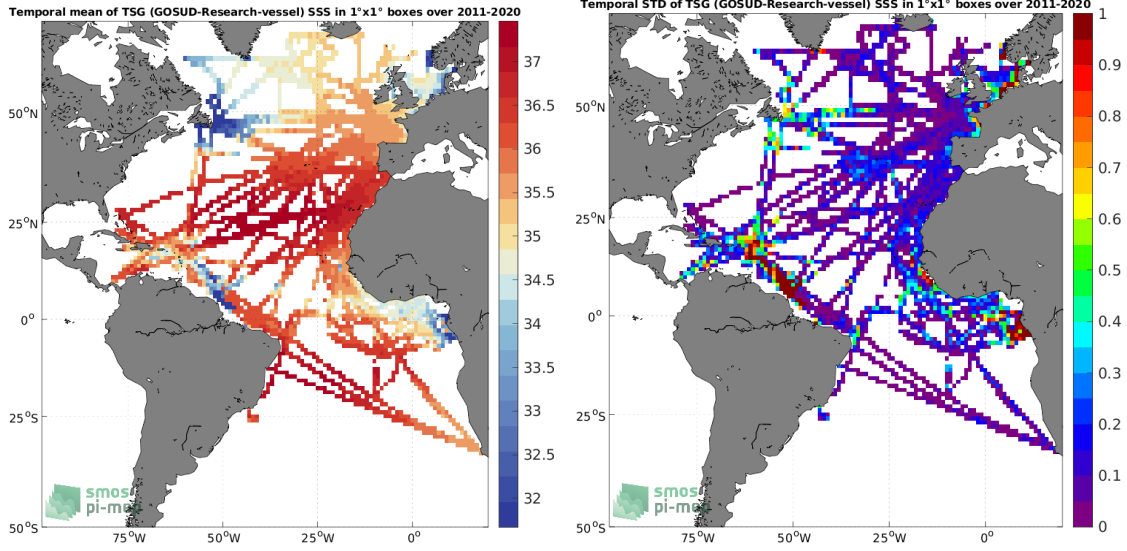 Temporal mean of TSG (GOSUD-Research-vessel) SSS in 1°x1° boxes over 2011-2020
50°N
25°N
0°
25°S
50°S
75°W
50°W
25°W
0°
37
36.5
36
35.5
35
34.5
34
33.5
33
32.5
32
smos
pi-me
Temporal STD of TSG (GOSUD-Research-vessel) SSS in 1°x1° boxes over 2011-2020
50°N
25°N
0°
25°S
50°S
75°W
50°W
25°W
0°
1
0.9
0.8
0.7
0.6
0.5
0.4
0.3
0.2
0.1
0
smos
pi-me